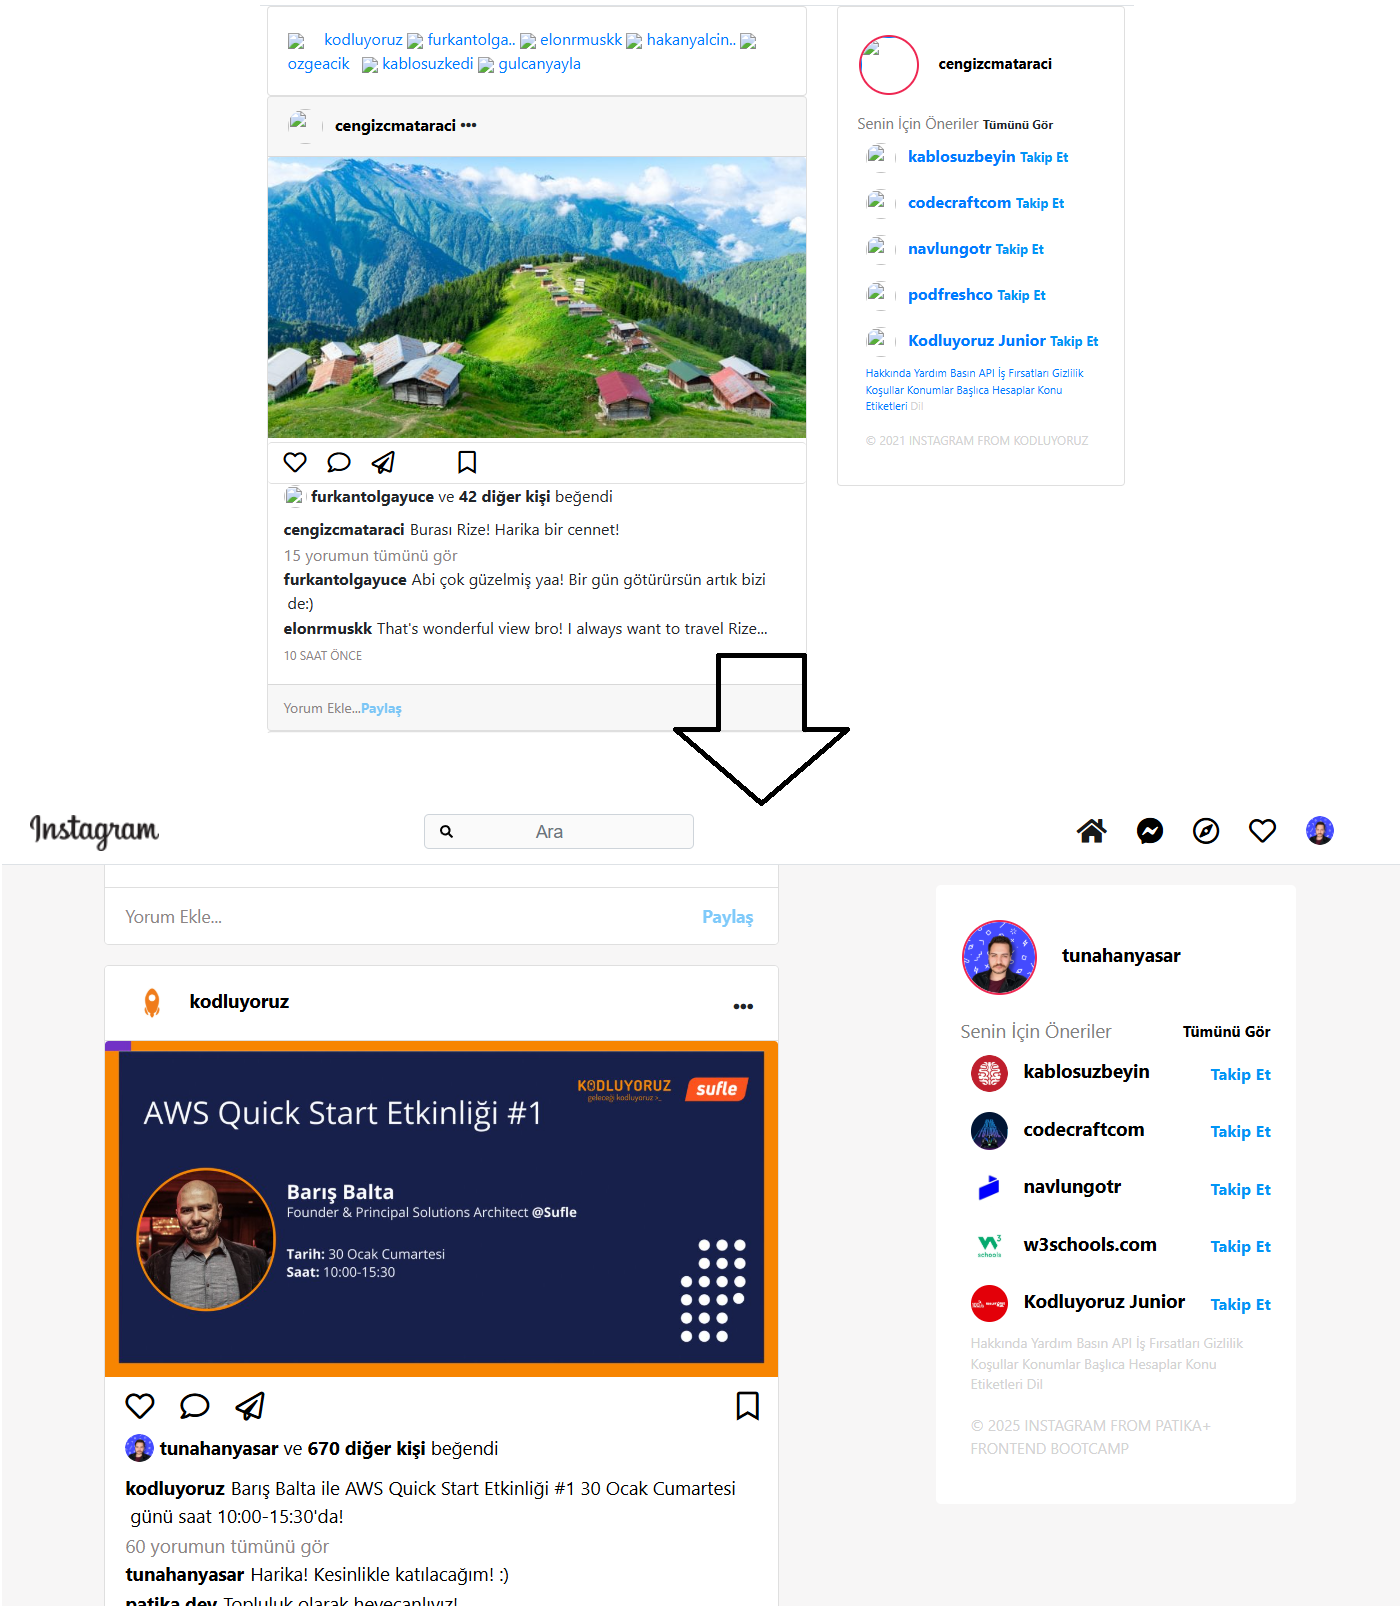 kodluyoruz furkantolga.. elonrmuskk hakanyalcin..
ozgeacik kablosuzkedi gulcanyayla
cengizcmataraci •••
furkantolgayuce ve 42 diğer kişi beğendi
cengizcmataraci Burası Rize! Harika bir cennet!
15 yorumun tümünü gör
furkantolgayuce Abi çok güzelmiş yaa! Bir gün götürürsün artık bizi
de:)
elonrmuskk That's wonderful view bro! I always want to travel Rize...
10 SAAT ÖNCE
Yorum Ekle...Paylaş
cengizcmataraci
Senin İçin Öneriler Tümünü Gör
kablosuzbeyin Takip Et
codecraftcom Takip Et
navlungotr Takip Et
podfreshco Takip Et
Kodluyoruz Junior Takip Et
Hakkında Yardım Basın API İş Fırsatları Gizlilik
Koşullar Konumlar Başlıca Hesaplar Konu
Etiketleri Dil
© 2021 INSTAGRAM FROM KODLUYORUZ
Instagram
Ara
Yorum Ekle... Paylaş
kodluyoruz •••
KODLUYORUZ
geleceği kodluyoruz >_
sufle
AWS Quick Start Etkinliği #1
Barış Balta
Founder & Principal Solutions Architect @Sufle
Tarih: 30 Ocak Cumartesi
Saat: 10:00-15:30
tunahanyasar ve 670 diğer kişi beğendi
kodluyoruz Barış Balta ile AWS Quick Start Etkinliği #1 30 Ocak Cumartesi
günü saat 10:00-15:30'da!
60 yorumun tümünü gör
tunahanyasar Harika! Kesinlikle katılacağım! :)
patika.dev Topluluk olarak heyecanlıyız!
tunahanyasar
Senin İçin Öneriler Tümünü Gör
kablosuzbeyin Takip Et
codecraftcom Takip Et
navlungotr Takip Et
w3schools.com Takip Et
w3
schools
Kodluyoruz Junior Takip Et
Hakkında Yardım Basın API İş Fırsatları Gizlilik
Koşullar Konumlar Başlıca Hesaplar Konu
Etiketleri Dil
© 2025 INSTAGRAM FROM PATIKA+
FRONTEND BOOTCAMP